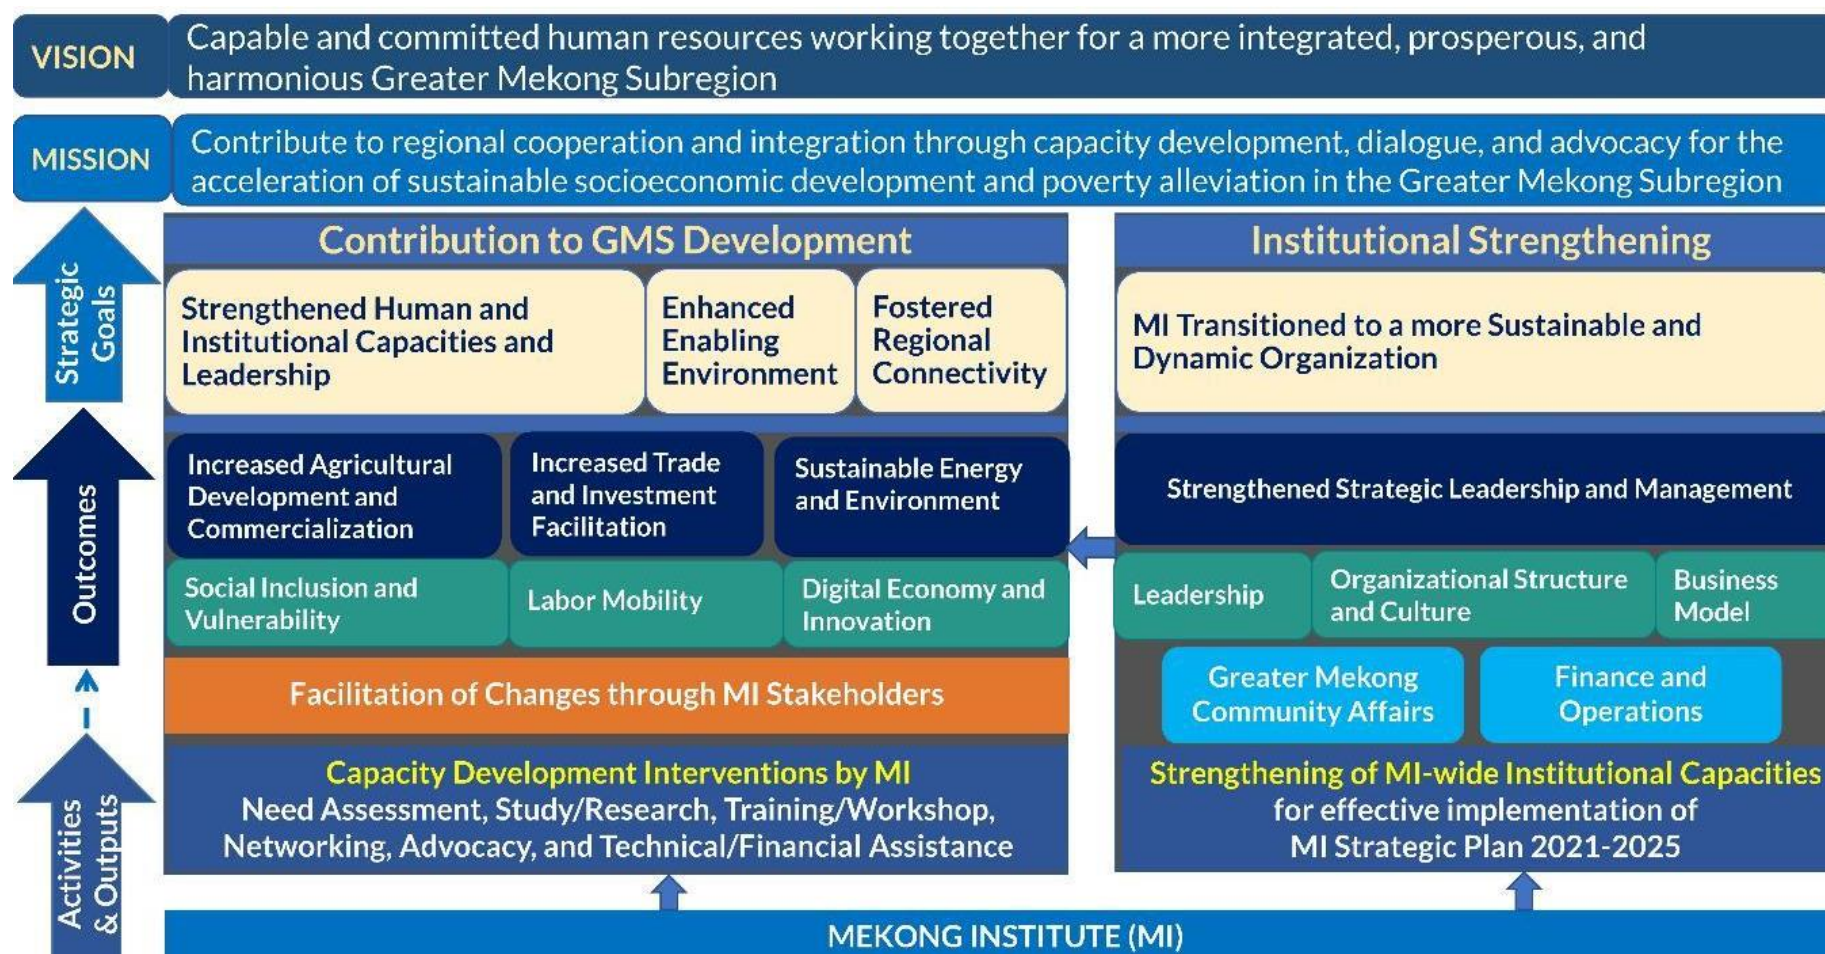 VISION
Capable and committed human resources working together for a more integrated, prosperous, and
harmonious Greater Mekong Subregion
MISSION
Contribute to regional cooperation and integration through capacity development, dialogue, and advocacy for the
acceleration of sustainable socioeconomic development and poverty alleviation in the Greater Mekong Subregion
Strategic
Goals
Contribution to GMS Development
Strengthened Human and
Institutional Capacities and
Leadership
Enhanced
Enabling
Environment
Fostered
Regional
Connectivity
Institutional Strengthening
MI Transitioned to a more Sustainable and
Dynamic Organization
Outcomes
Increased Agricultural
Development and
Commercialization
Increased Trade
and Investment
Facilitation
Sustainable Energy
and Environment
Strengthened Strategic Leadership and Management
Social Inclusion and
Vulnerability
Labor Mobility
Digital Economy and
Innovation
Leadership
Organizational Structure
and Culture
Business
Model
Facilitation of Changes through MI Stakeholders
Greater Mekong
Community Affairs
Finance and
Operations
Activities
& Outputs
Capacity Development Interventions by MI
Need Assessment, Study/Research, Training/Workshop,
Networking, Advocacy, and Technical/Financial Assistance
Strengthening of MI-wide Institutional Capacities
for effective implementation of
MI Strategic Plan 2021-2025
MEKONG INSTITUTE (MI)